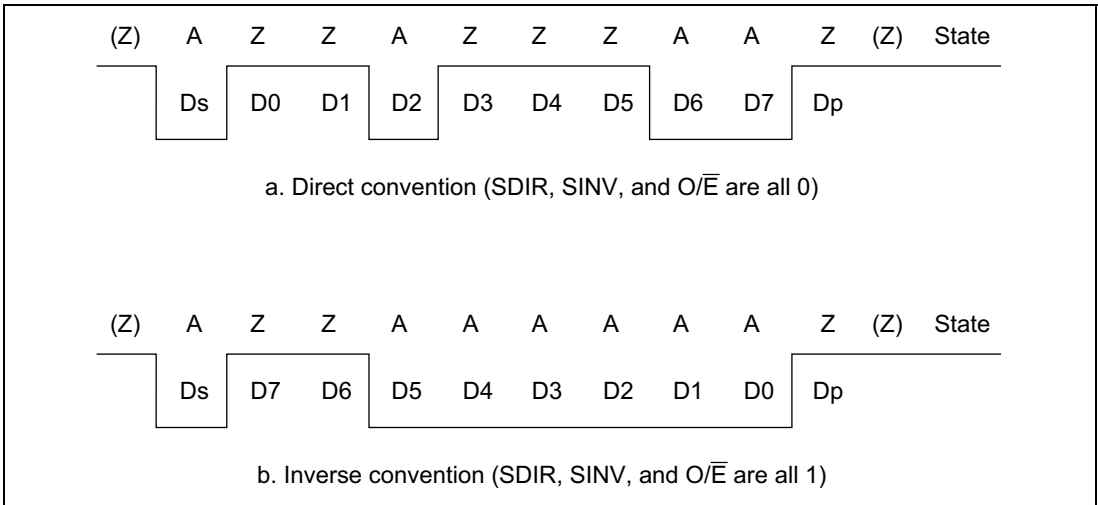 (Z) A Z Z A Z Z Z A A Z (Z) State
Ds D0 D1 D2 D3 D4 D5 D6 D7 Dp
a. Direct convention (SDIR, SINV, and O/E̅ are all 0)
(Z) A Z Z A A A A A A Z (Z) State
Ds D7 D6 D5 D4 D3 D2 D1 D0 Dp
b. Inverse convention (SDIR, SINV, and O/E̅ are all 1)